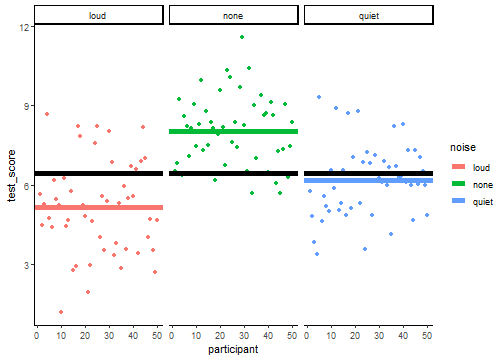 loud none quiet
12
9
6
3
test_score
0 10 20 30 40 50 0 10 20 30 40 50 0 10 20 30 40 50
participant
noise
loud
none
quiet